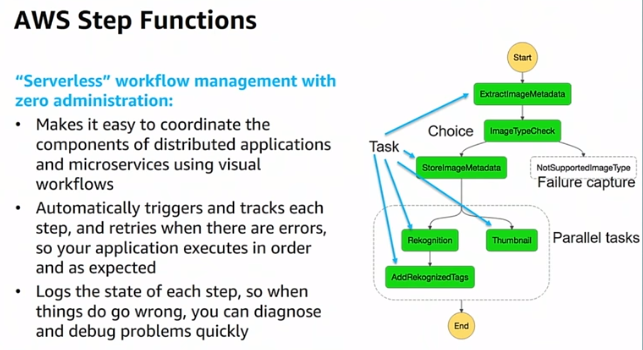 AWS Step Functions
“Serverless” workflow management with
zero administration:
• Makes it easy to coordinate the
components of distributed applications
and microservices using visual
workflows
• Automatically triggers and tracks each
step, and retries when there are errors,
so your application executes in order
and as expected
• Logs the state of each step, so when
things do go wrong, you can diagnose
and debug problems quickly
Start
ExtractImageMetadata
Choice
ImageTypeCheck
Task
StoreImageMetadata
NotSupportedImageType
Failure capture
Rekognition
Thumbnail
Parallel tasks
AddRekognizedTags
End